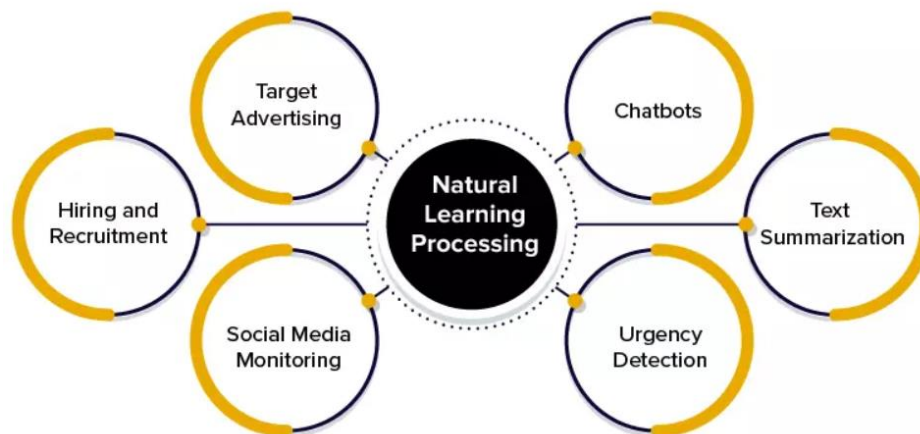 Target
Advertising
Chatbots
Hiring and
Recruitment
Natural
Learning
Processing
Text
Summarization
Social Media
Monitoring
Urgency
Detection